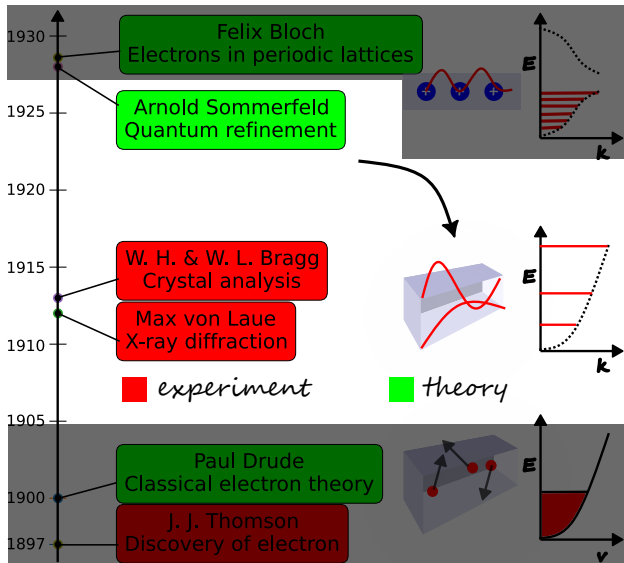 1930
Felix Bloch
Electrons in periodic lattices
E
k
1925
Arnold Sommerfeld
Quantum refinement
1920
1915
W. H. & W. L. Bragg
Crystal analysis
E
k
Max von Laue
X-ray diffraction
1910
experiment
theory
1905
Paul Drude
Classical electron theory
E
v
1900
J. J. Thomson
Discovery of electron
1897
+ + +